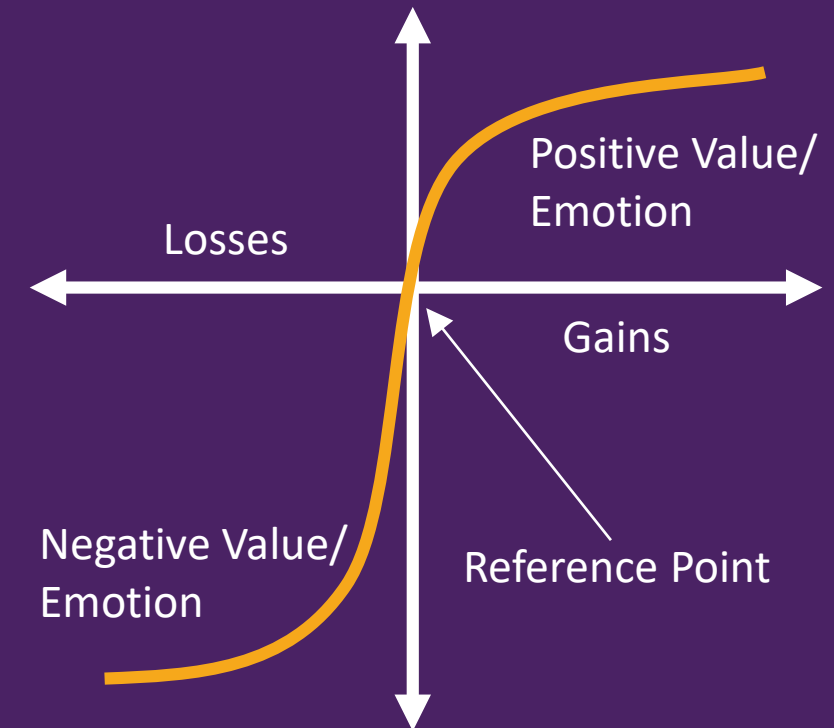 Positive Value/
Emotion
Losses
Gains
Negative Value/
Emotion
Reference Point